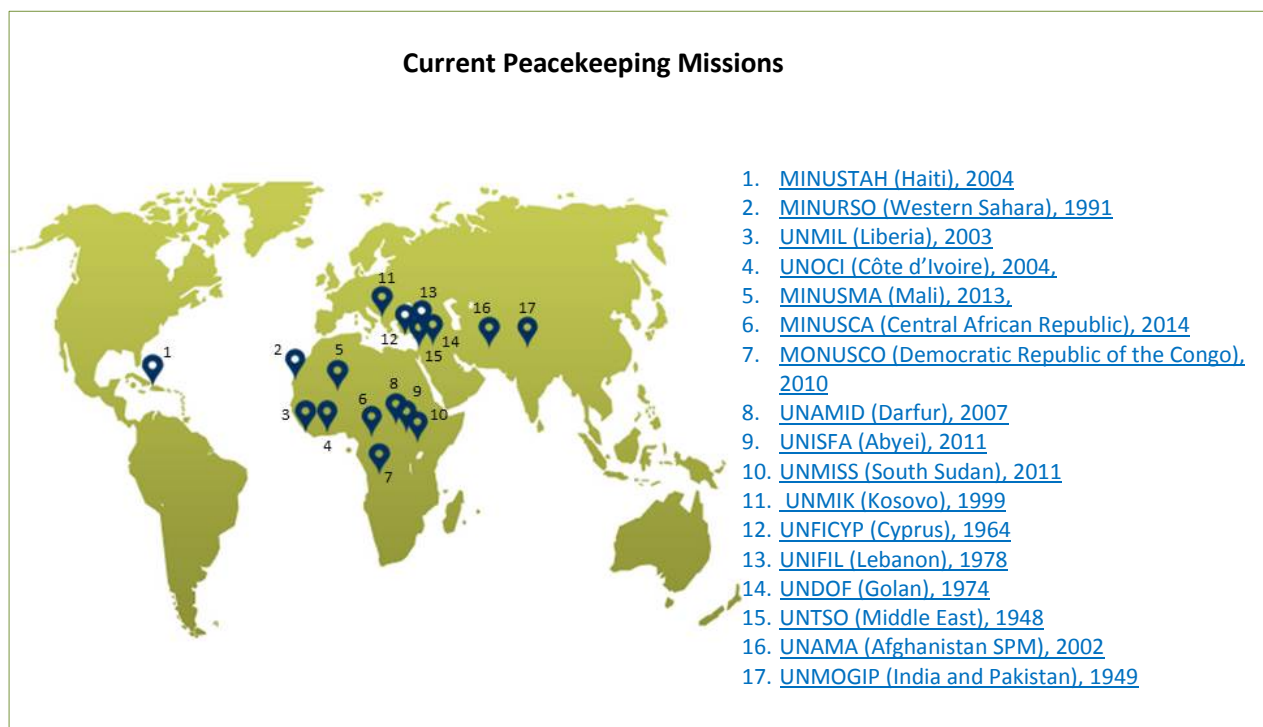 Current Peacekeeping Missions
1. MINUSTAH (Haiti), 2004
2. MINURSO (Western Sahara), 1991
3. UNMIL (Liberia), 2003
4. UNOCI (Côte d’Ivoire), 2004,
5. MINUSMA (Mali), 2013,
6. MINUSCA (Central African Republic), 2014
7. MONUSCO (Democratic Republic of the Congo),
2010
8. UNAMID (Darfur), 2007
9. UNISFA (Abyei), 2011
10. UNMISS (South Sudan), 2011
11. UNMIK (Kosovo), 1999
12. UNFICYP (Cyprus), 1964
13. UNIFIL (Lebanon), 1978
14. UNDOF (Golan), 1974
15. UNTSO (Middle East), 1948
16. UNAMA (Afghanistan SPM), 2002
17. UNMOGIP (India and Pakistan), 1949
11
13
16
17
12
14
15
2
5
1
8
9
6
3
10
4
7